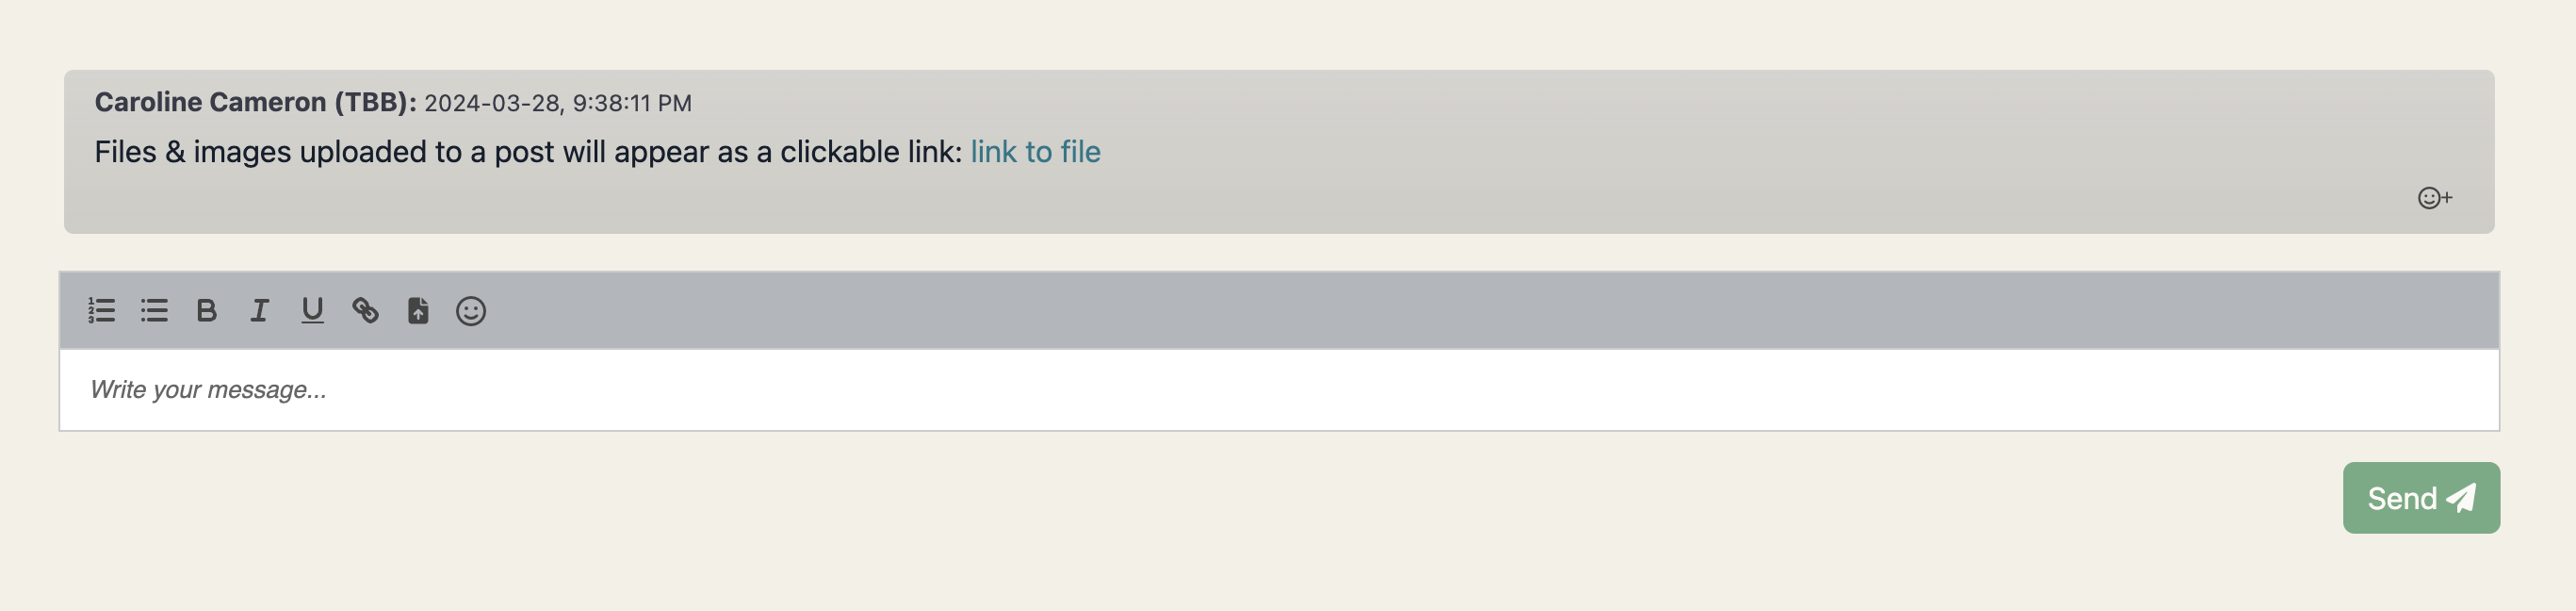 Caroline Cameron (TBB): 2024-03-28, 9:38:11 PM
Files & images uploaded to a post will appear as a clickable link: link to file
Write your message...
Send